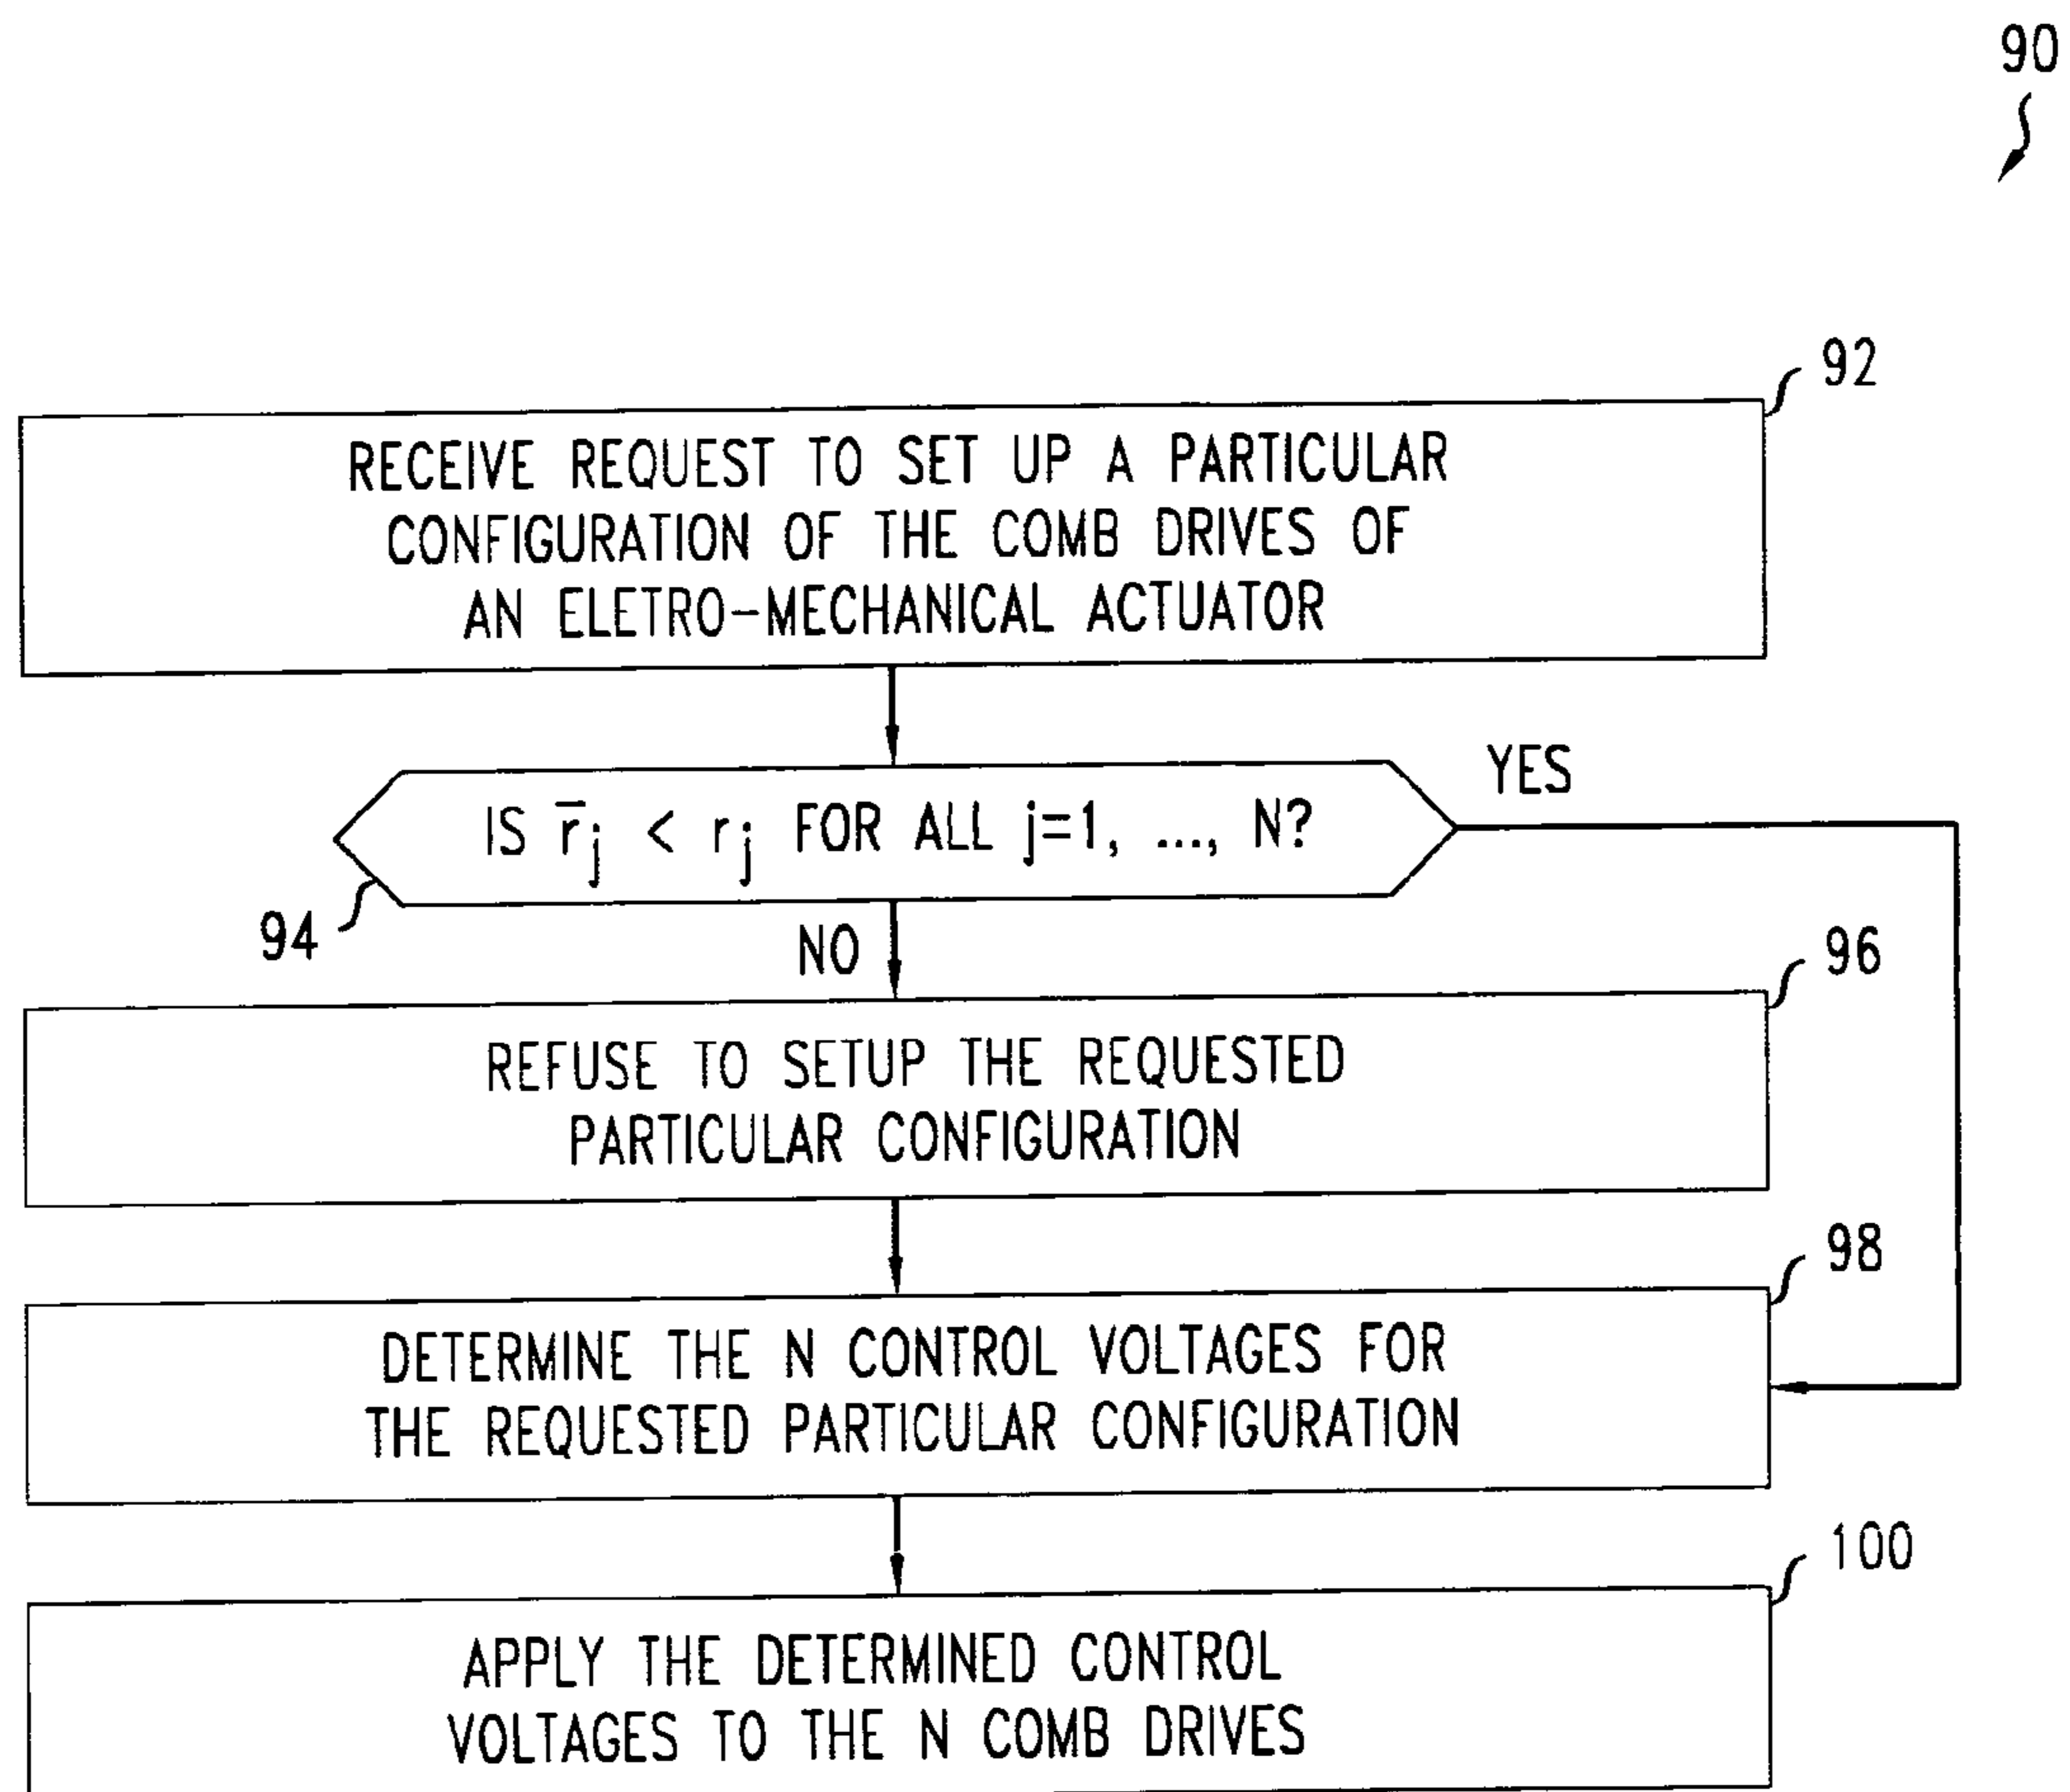 90
92
RECEIVE REQUEST TO SET UP A PARTICULAR
CONFIGURATION OF THE COMB DRIVES OF
AN ELETRO-MECHANICAL ACTUATOR
YES
IS r̅j < rj FOR ALL j=1, ..., N?
94
NO
96
REFUSE TO SETUP THE REQUESTED
PARTICULAR CONFIGURATION
98
DETERMINE THE N CONTROL VOLTAGES FOR
THE REQUESTED PARTICULAR CONFIGURATION
100
APPLY THE DETERMINED CONTROL
VOLTAGES TO THE N COMB DRIVES